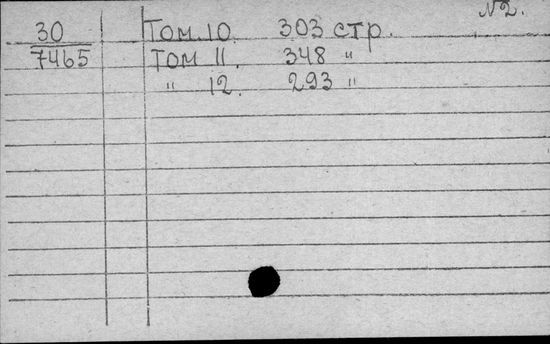 №2.
30 Том 10. 303 стр.
7465 Том 11. 348 "
" 12. 293 "